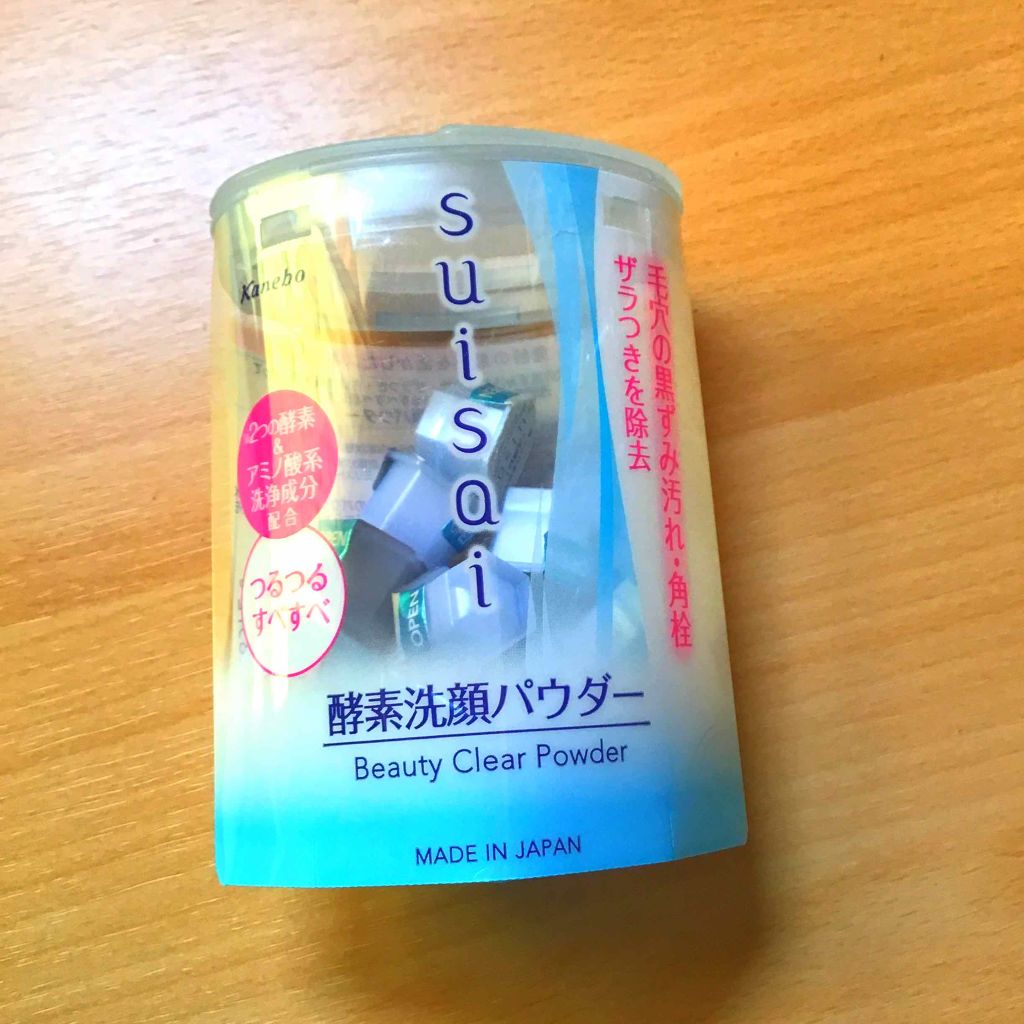 suisai
Kanebo
毛穴の黒ずみ汚れ・角栓
ザラつきを除去
2つの酵素
&
アミノ酸系
洗浄成分
配合
つるつる
すべすべ
OPEN
酵素洗顔パウダー
Beauty Clear Powder
MADE IN JAPAN